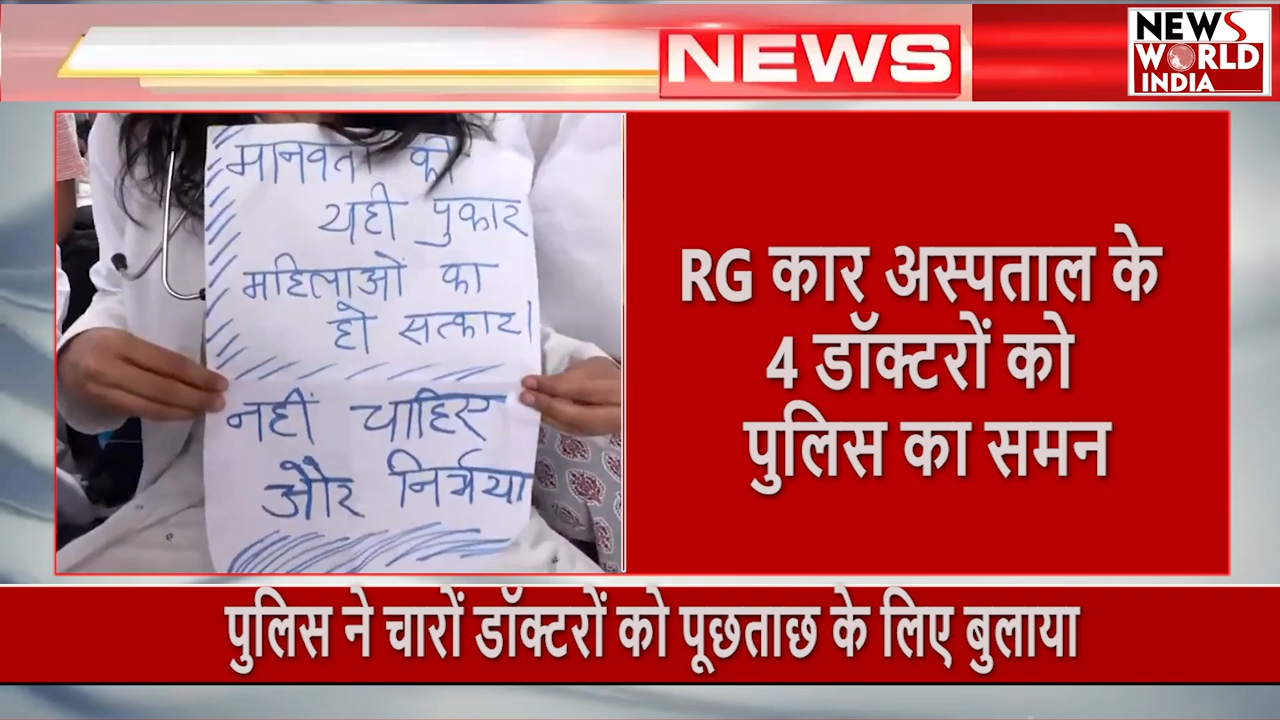 NEWS
NEWS
WORLD
INDIA
मानवता की
यही पुकार
महिलाओं का
हो सत्कार।
नहीं चाहिए
और निर्भया
RG कार अस्पताल के
4 डॉक्टरों को
पुलिस का समन
पुलिस ने चारों डॉक्टरों को पूछताछ के लिए बुलाया